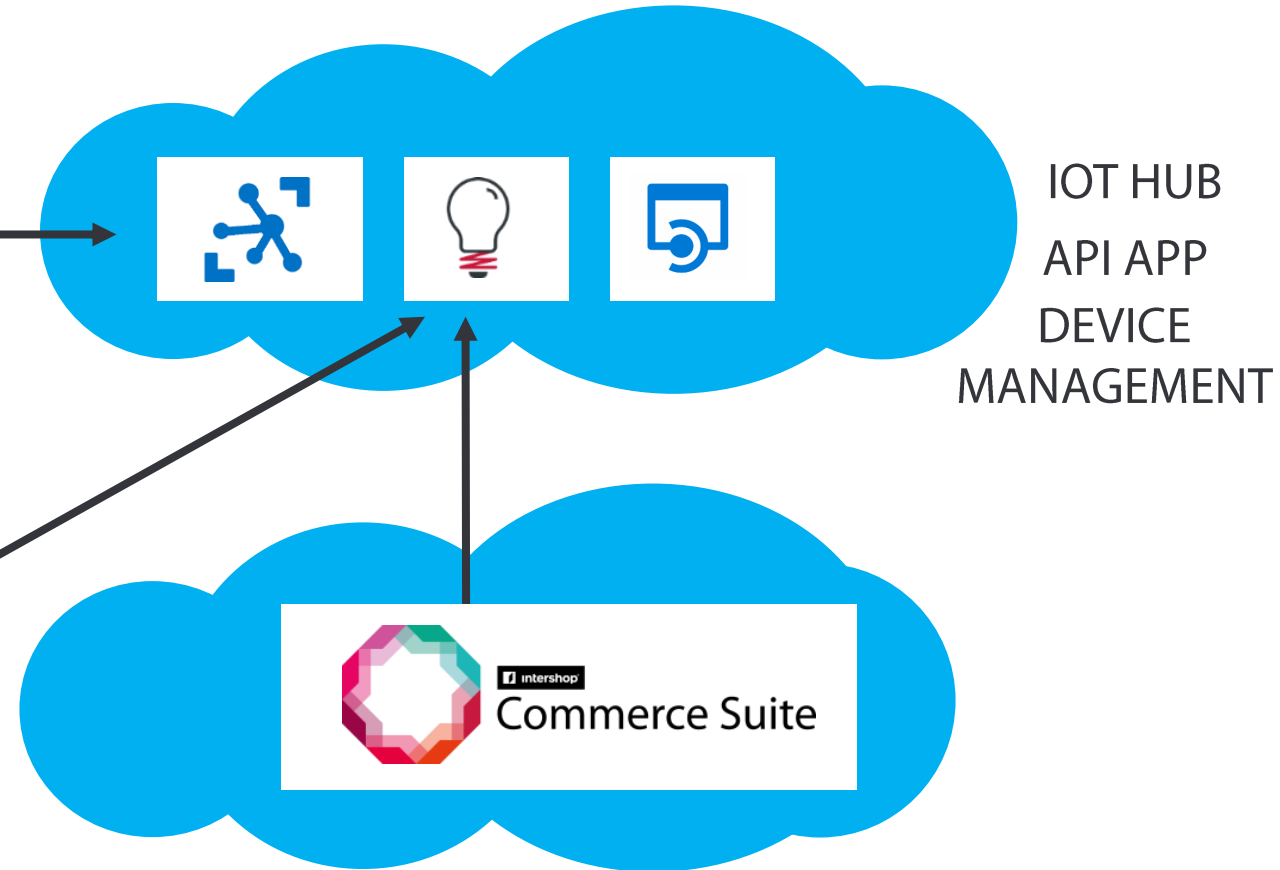 IOT HUB
API APP
DEVICE
MANAGEMENT
intershop
Commerce Suite